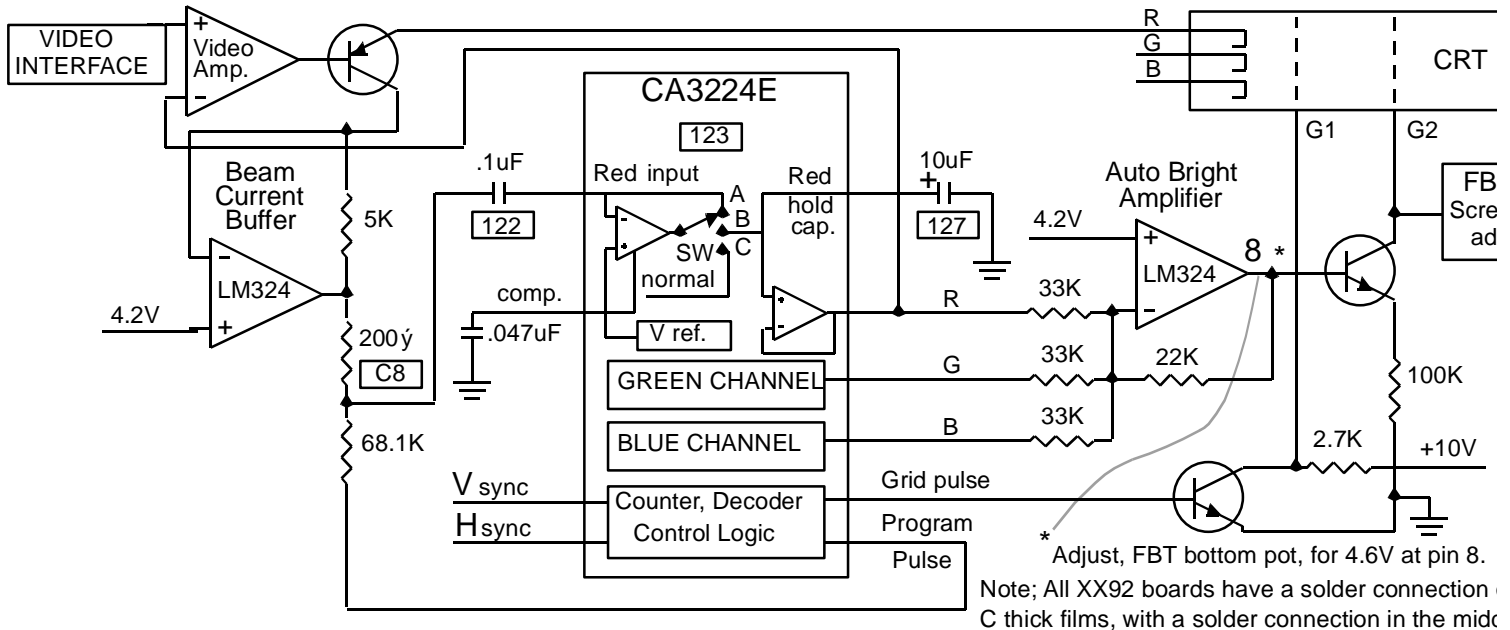 VIDEO
INTERFACE
+
Video
Amp.
-
R
G
B
CRT
G1
G2
CA3224E
123
Beam
Current
Buffer
.1uF
122
Red input
A
B
C
SW
normal
Red
hold
cap.
10uF
+
127
Auto Bright
Amplifier
4.2V
+
LM324
-
8 *
FB
Scre
ad
5K
-
LM324
+
4.2V
200ý
C8
68.1K
comp.
.047uF
-
+
V ref.
+
-
R
33K
GREEN CHANNEL
G
33K
22K
BLUE CHANNEL
B
33K
100K
2.7K
+10V
V sync
H sync
Counter, Decoder
Control Logic
Grid pulse
Program
Pulse
*
Adjust, FBT bottom pot, for 4.6V at pin 8.
Note; All XX92 boards have a solder connection
C thick films, with a solder connection in the